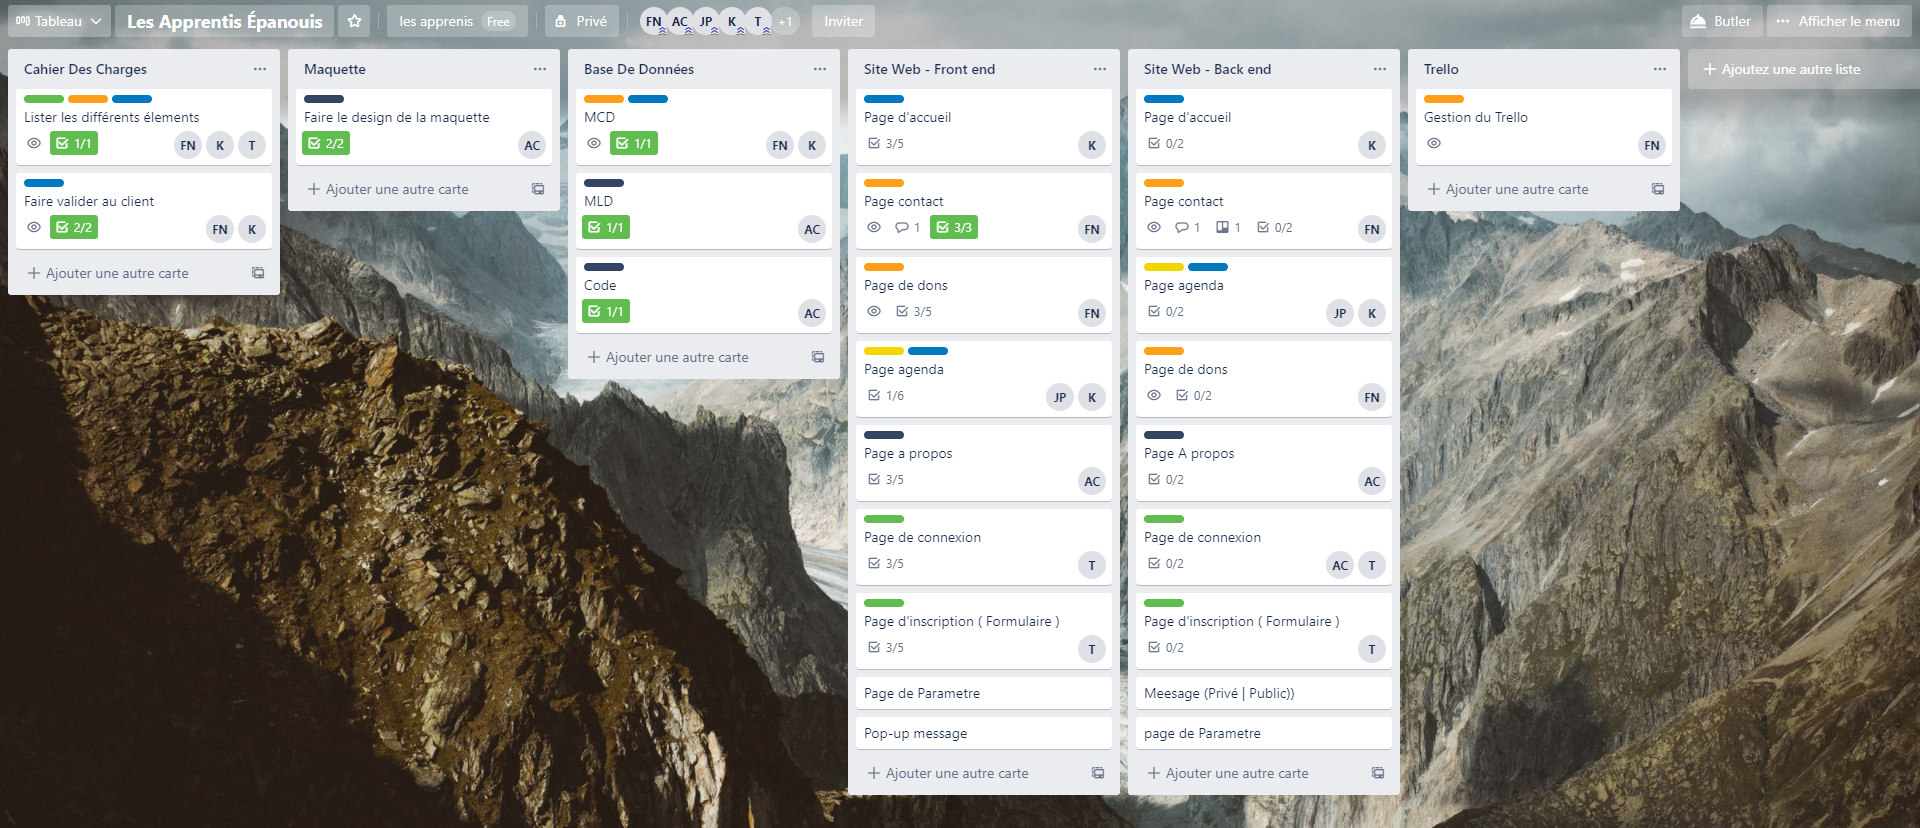 Tableau
Les Apprentis Épanouis
les apprenis Free
Privé
FN AC JP K T +1
Inviter
Butler
Afficher le menu
Cahier Des Charges
Lister les différents élements
1/1
FN K T
Faire valider au client
2/2
FN K
Ajouter une autre carte
Maquette
Faire le design de la maquette
2/2
AC
Ajouter une autre carte
Base De Données
MCD
1/1
FN K
MLD
1/1
AC
Code
1/1
AC
Ajouter une autre carte
Site Web - Front end
Page d'accueil
3/5
K
Page contact
1 3/3
FN
Page de dons
3/5
FN
Page agenda
1/6
JP K
Page a propos
3/5
AC
Page de connexion
3/5
T
Page d'inscription ( Formulaire )
3/5
T
Page de Parametre
Pop-up message
Ajouter une autre carte
Site Web - Back end
Page d'accueil
0/2
K
Page contact
1 1 0/2
FN
Page agenda
0/2
JP K
Page de dons
0/2
FN
Page A propos
0/2
AC
Page de connexion
0/2
AC T
Page d'inscription ( Formulaire )
0/2
T
Meesage (Privé | Public))
page de Parametre
Ajouter une autre carte
Trello
Gestion du Trello
FN
Ajouter une autre carte
Ajoutez une autre liste